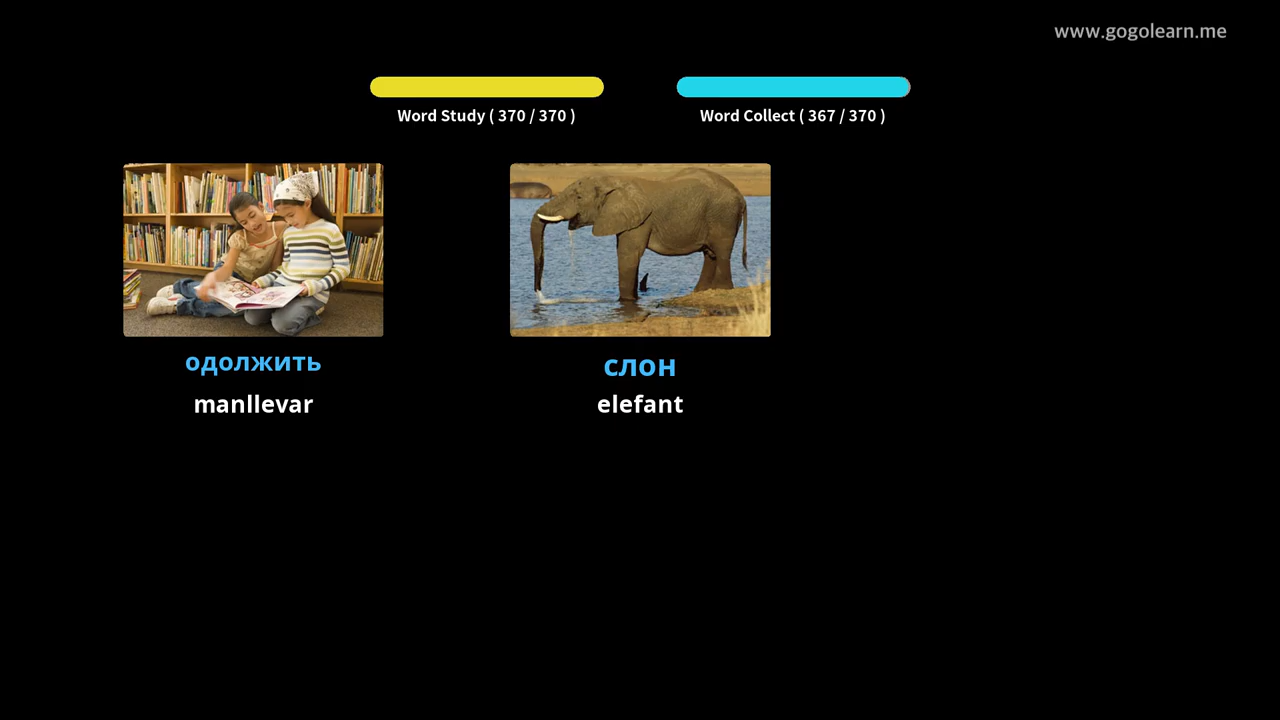 www.gogolearn.me
Word Study ( 370 / 370 )
Word Collect ( 367 / 370 )
одолжить
manllevar
слон
elefant